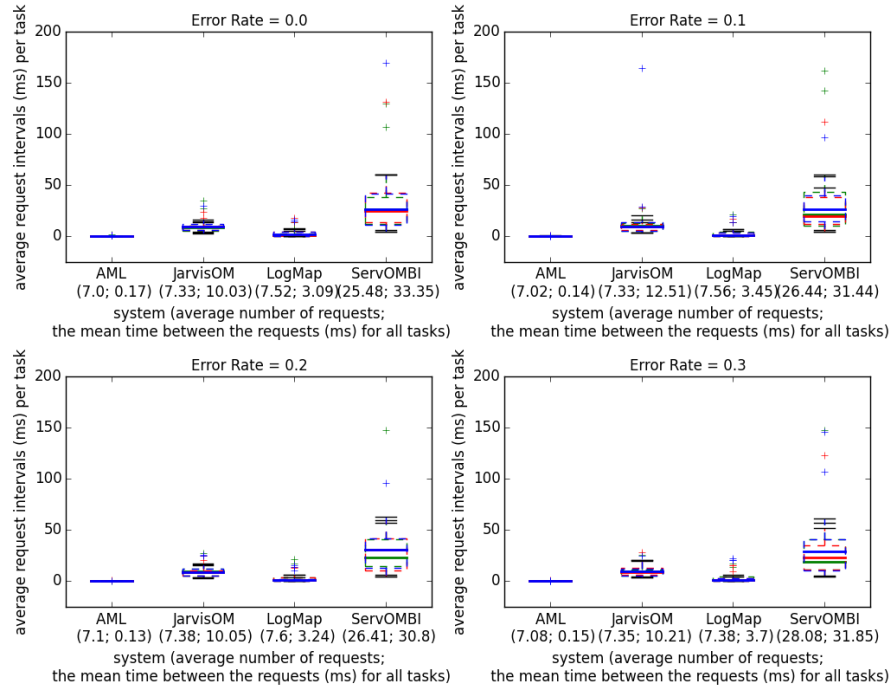 Error Rate = 0.0
average request intervals (ms) per task
200
150
100
50
0
AML JarvisOM LogMap ServOMBI
(7.0; 0.17) (7.33; 10.03) (7.52; 3.09) (25.48; 33.35)
system (average number of requests;
the mean time between the requests (ms) for all tasks)
Error Rate = 0.1
average request intervals (ms) per task
200
150
100
50
0
AML JarvisOM LogMap ServOMBI
(7.02; 0.14) (7.33; 12.51) (7.56; 3.45) (26.44; 31.44)
system (average number of requests;
the mean time between the requests (ms) for all tasks)
Error Rate = 0.2
average request intervals (ms) per task
200
150
100
50
0
AML JarvisOM LogMap ServOMBI
(7.1; 0.13) (7.38; 10.05) (7.6; 3.24) (26.41; 30.8)
system (average number of requests;
the mean time between the requests (ms) for all tasks)
Error Rate = 0.3
average request intervals (ms) per task
200
150
100
50
0
AML JarvisOM LogMap ServOMBI
(7.08; 0.15) (7.35; 10.21) (7.38; 3.7) (28.08; 31.85)
system (average number of requests;
the mean time between the requests (ms) for all tasks)